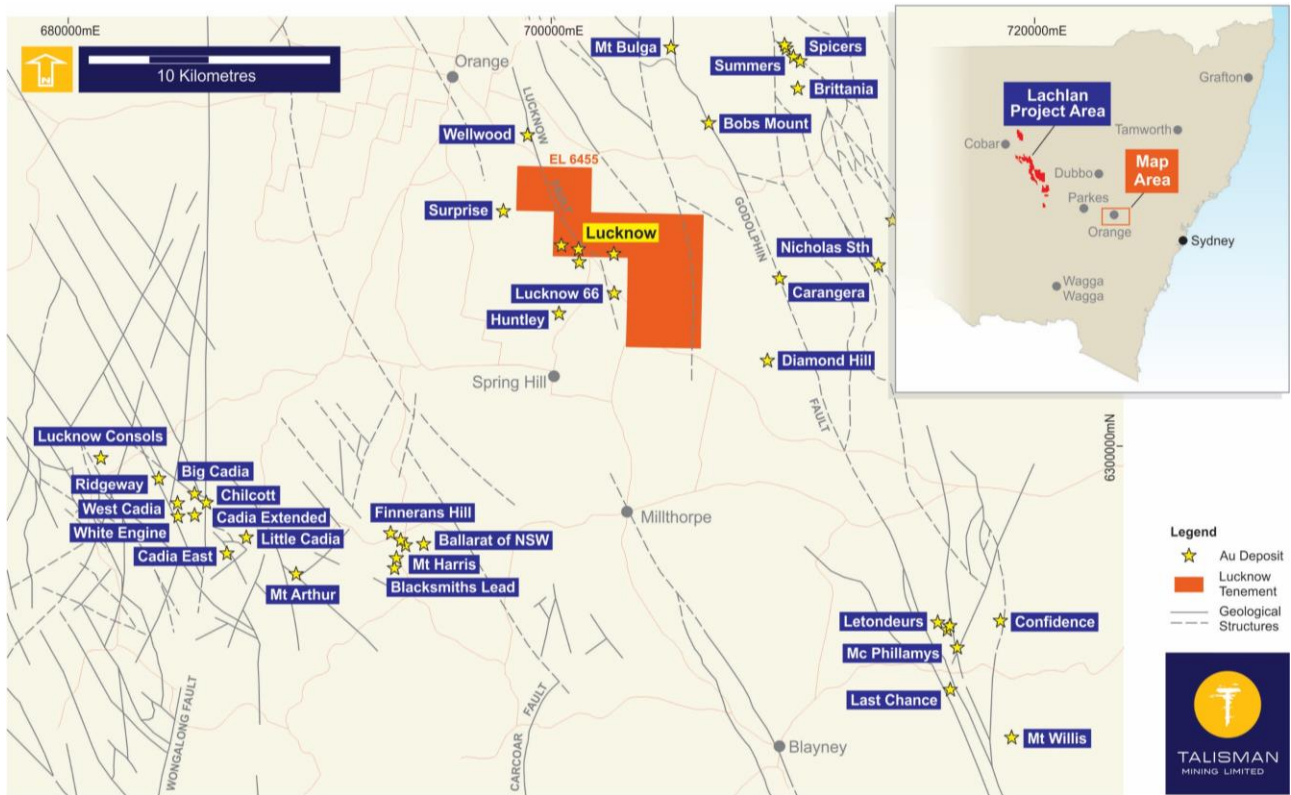 680000mE
700000mE
720000mE
N
10 Kilometres
Orange
Mt Bulga
Spicers
Summers
Brittania
LUCKNOW
Wellwood
Bobs Mount
EL 6455
FAULT
Surprise
Lucknow
GODOLPHIN
Nicholas Sth
Carangera
Lucknow 66
Huntley
Diamond Hill
Spring Hill
FAULT
6300000mN
Lucknow Consols
Ridgeway
Big Cadia
West Cadia
Chilcott
White Engine
Cadia Extended
Cadia East
Little Cadia
Mt Arthur
Finnerans Hill
Ballarat of NSW
Mt Harris
Blacksmiths Lead
Millthorpe
Letondeurs
Confidence
Mc Phillamys
Last Chance
Mt Willis
WONGALONG FAULT
CARCOAR
FAULT
Blayney
Grafton
Lachlan
Project Area
Tamworth
Cobar
Dubbo
Map
Area
Parkes
Orange
Sydney
Wagga
Wagga
Legend
Au Deposit
Lucknow
Tenement
Geological
Structures
TALISMAN
MINING LIMITED